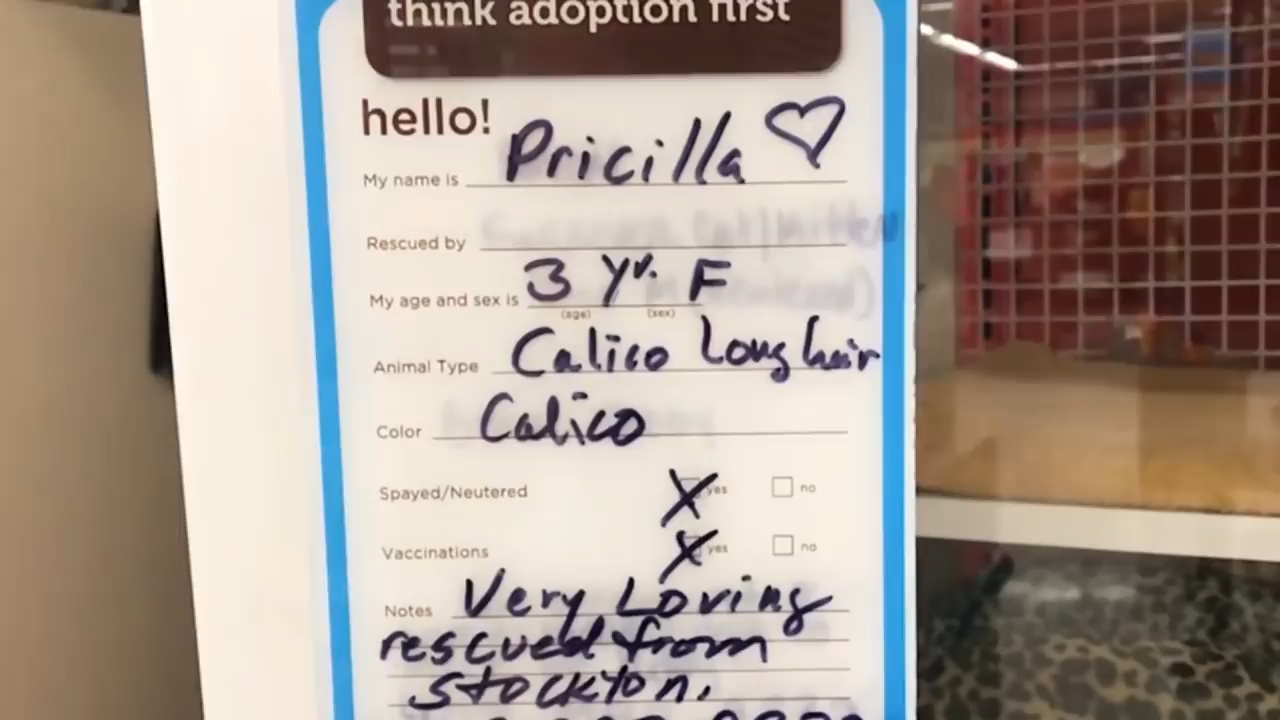 think adoption first
hello!
My name is Pricilla
Rescued by
My age and sex is 3 yr. F
(age) (sex)
Animal Type Calico Long hair
Color Calico
Spayed/Neutered yes no
Vaccinations yes no
Notes Very Loving
rescued from
stockton.